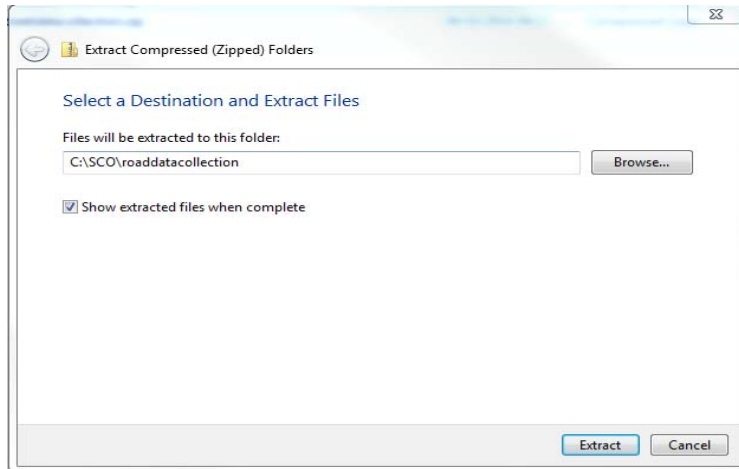 Extract Compressed (Zipped) Folders
Select a Destination and Extract Files
Files will be extracted to this folder:
C:\SCO\roaddatacollection
Browse...
Show extracted files when complete
Extract
Cancel